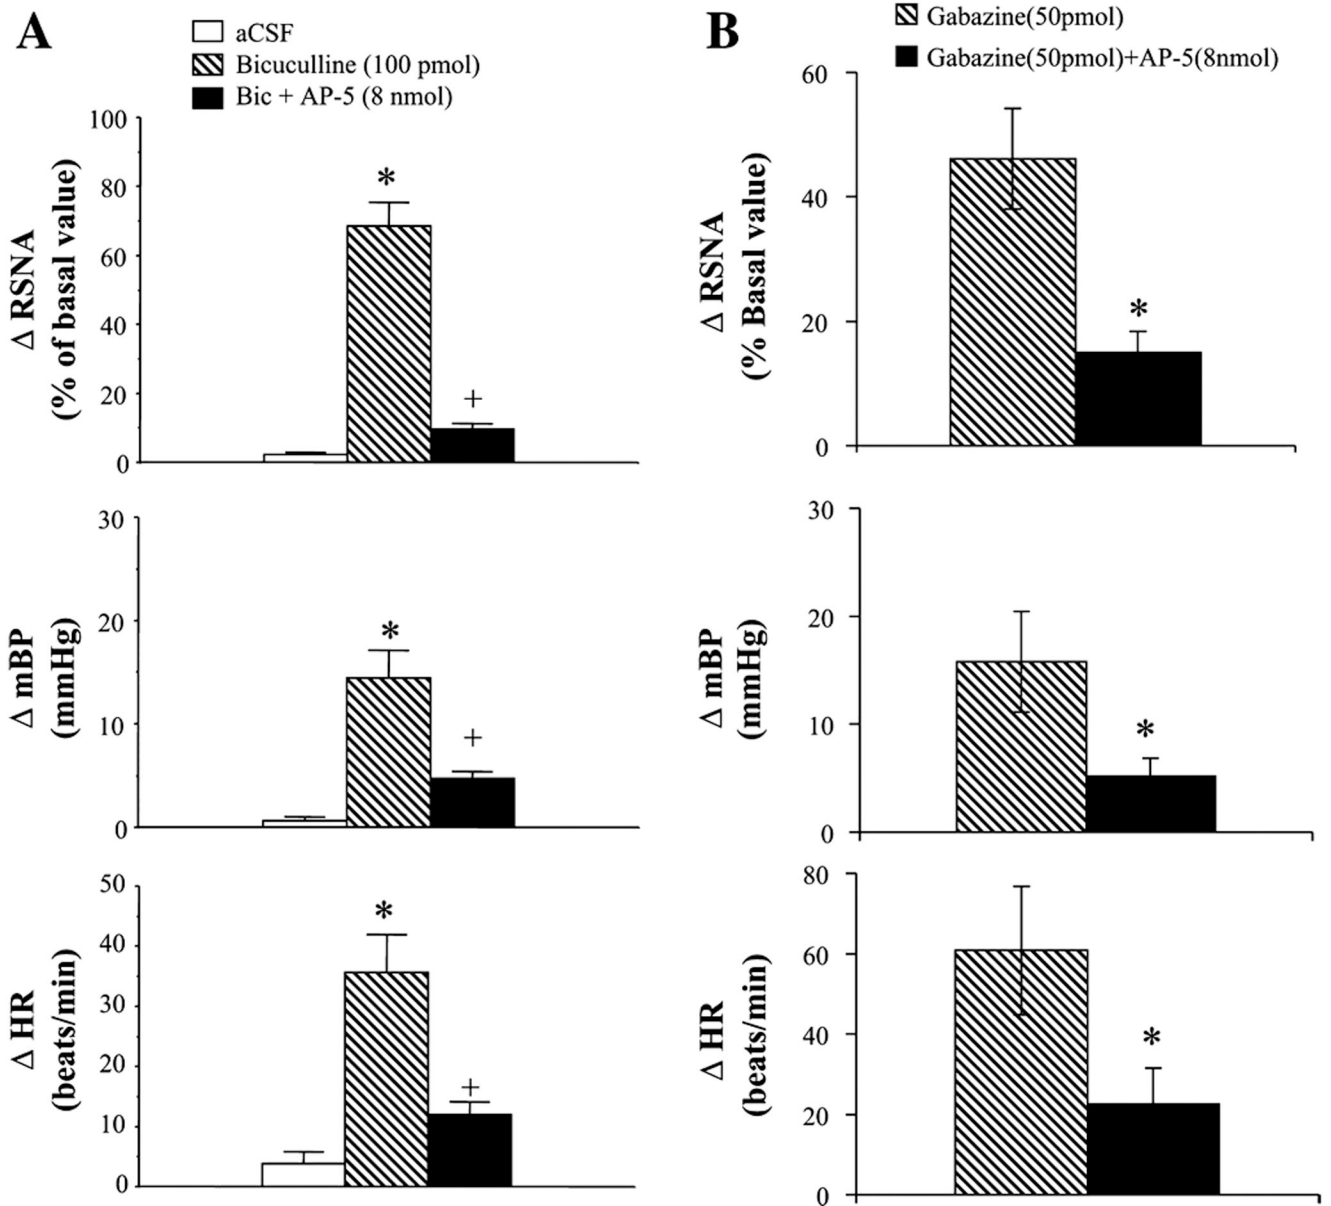 A
aCSF
Bicuculline (100 pmol)
Bic + AP-5 (8 nmol)
Δ RSNA
(% of basal value)
100
80
60
40
20
0
*
+
Δ mBP
(mmHg)
30
20
10
0
*
+
Δ HR
(beats/min)
50
40
30
20
10
0
*
+
B
Gabazine(50pmol)
Gabazine(50pmol)+AP-5(8nmol)
Δ RSNA
(% Basal value)
60
40
20
0
*
Δ mBP
(mmHg)
30
20
10
0
*
Δ HR
(beats/min)
80
60
40
20
0
*